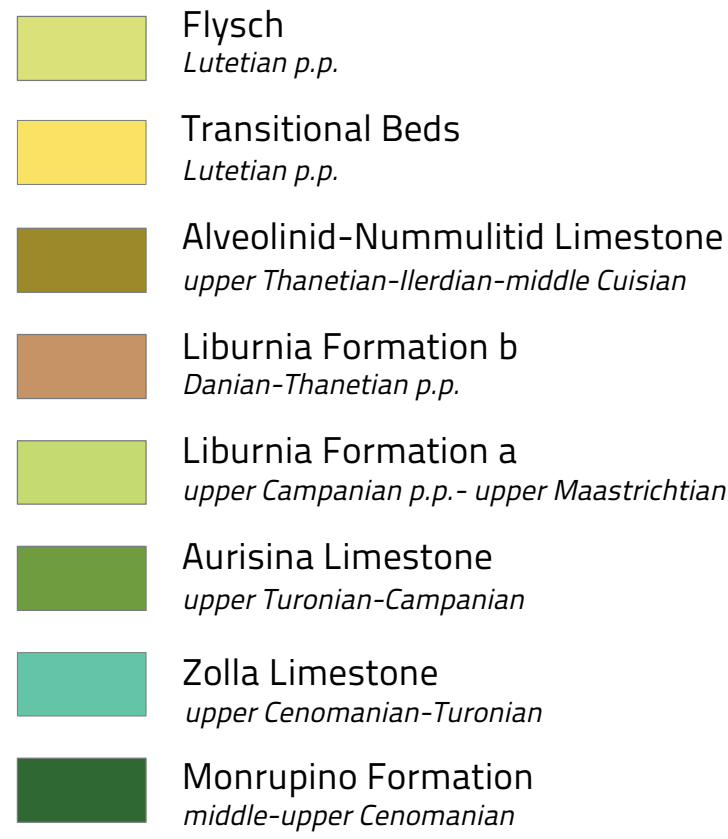 Flysch
Lutetian p.p.
Transitional Beds
Lutetian p.p.
Alveolinid-Nummulitid Limestone
upper Thanetian-Ilerdian-middle Cuisian
Liburnia Formation b
Danian-Thanetian p.p.
Liburnia Formation a
upper Campanian p.p.- upper Maastrichtian
Aurisina Limestone
upper Turonian-Campanian
Zolla Limestone
upper Cenomanian-Turonian
Monrupino Formation
middle-upper Cenomanian